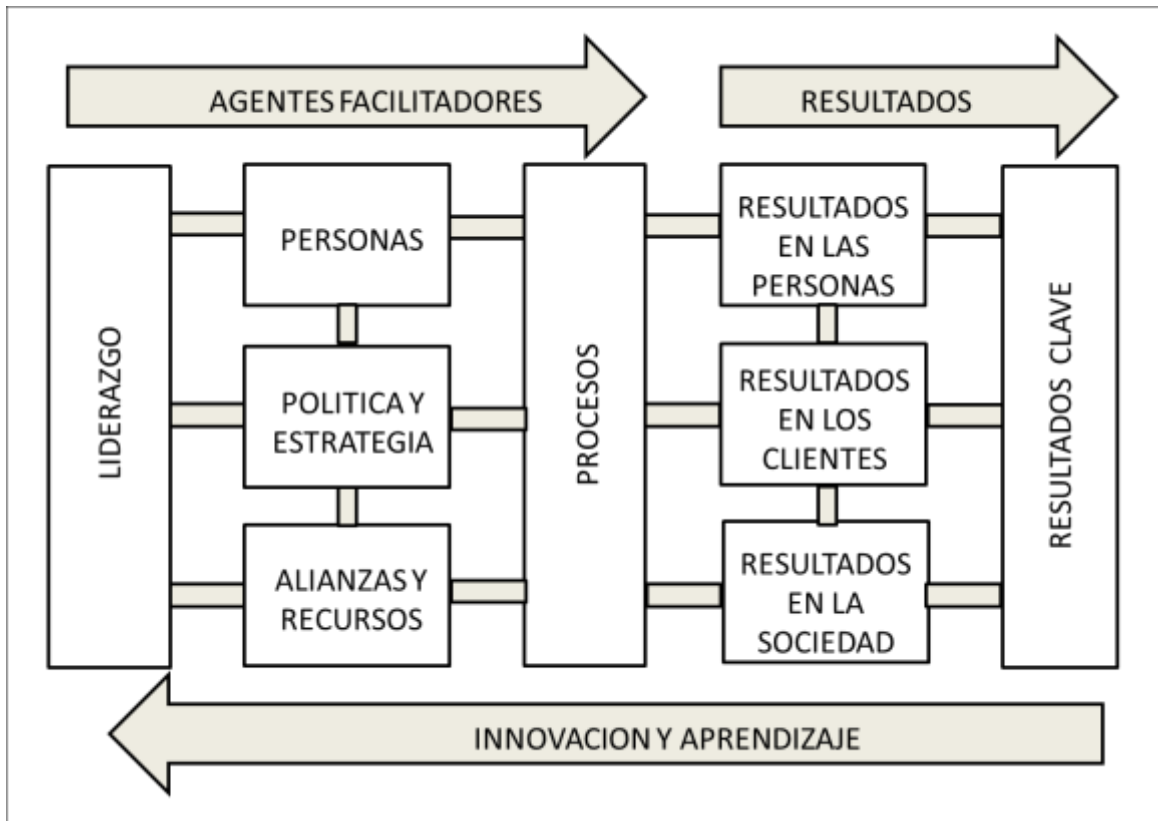 AGENTES FACILITADORES
RESULTADOS
LIDERAZGO
PERSONAS
POLITICA Y
ESTRATEGIA
ALIANZAS Y
RECURSOS
PROCESOS
RESULTADOS
EN LAS
PERSONAS
RESULTADOS
EN LOS
CLIENTES
RESULTADOS
EN LA
SOCIEDAD
RESULTADOS CLAVE
INNOVACION Y APRENDIZAJE